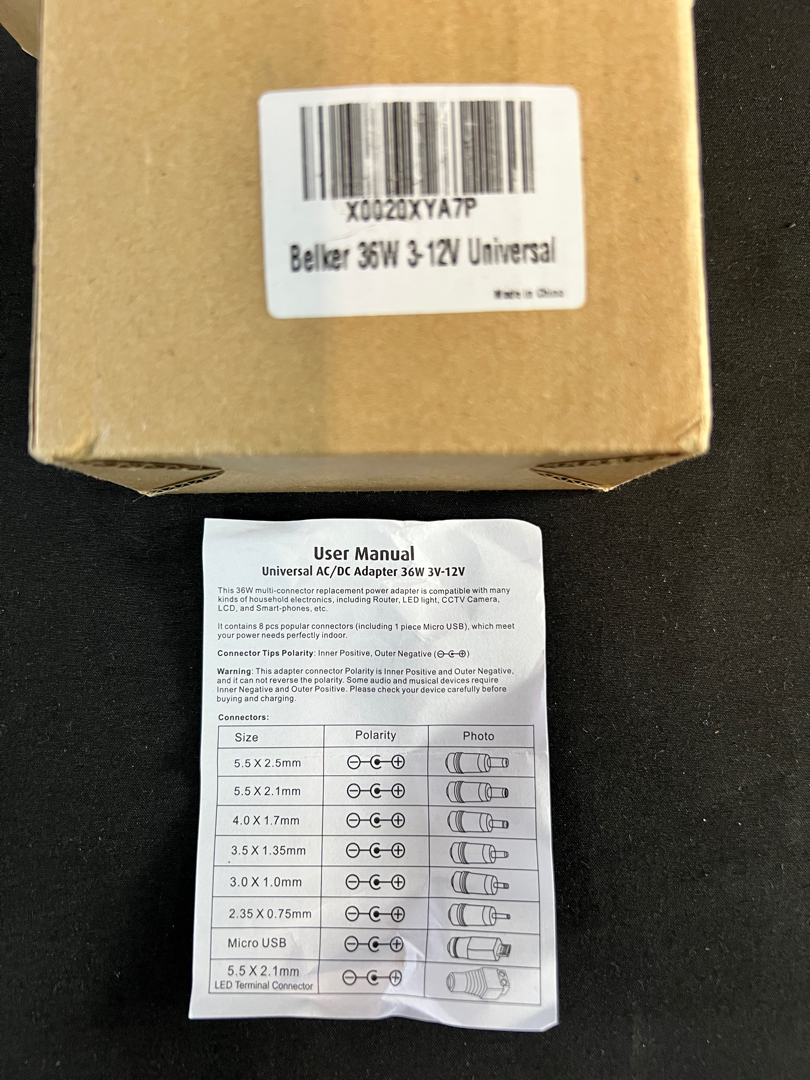 X0020XYA7P
Belker 36W 3-12V Universal
Made in China
User Manual
Universal AC/DC Adapter 36W 3V-12V
This 36W multi-connector replacement power adapter is compatible with many
kinds of household electronics, including Router, LED light, CCTV Camera,
LCD, and Smart-phones, etc.
It contains 8 pcs popular connectors (including 1 piece Micro USB), which meet
your power needs perfectly indoor.
Connector Tips Polarity: Inner Positive, Outer Negative
Warning: This adapter connector Polarity is Inner Positive and Outer Negative,
and it can not reverse the polarity. Some audio and musical devices require
Inner Negative and Outer Positive. Please check your device carefully before
buying and charging.
Connectors:
Size Polarity Photo
5.5 X 2.5mm
5.5 X 2.1mm
4.0 X 1.7mm
3.5 X 1.35mm
3.0 X 1.0mm
2.35 X 0.75mm
Micro USB
5.5 X 2.1mm
LED Terminal Connector